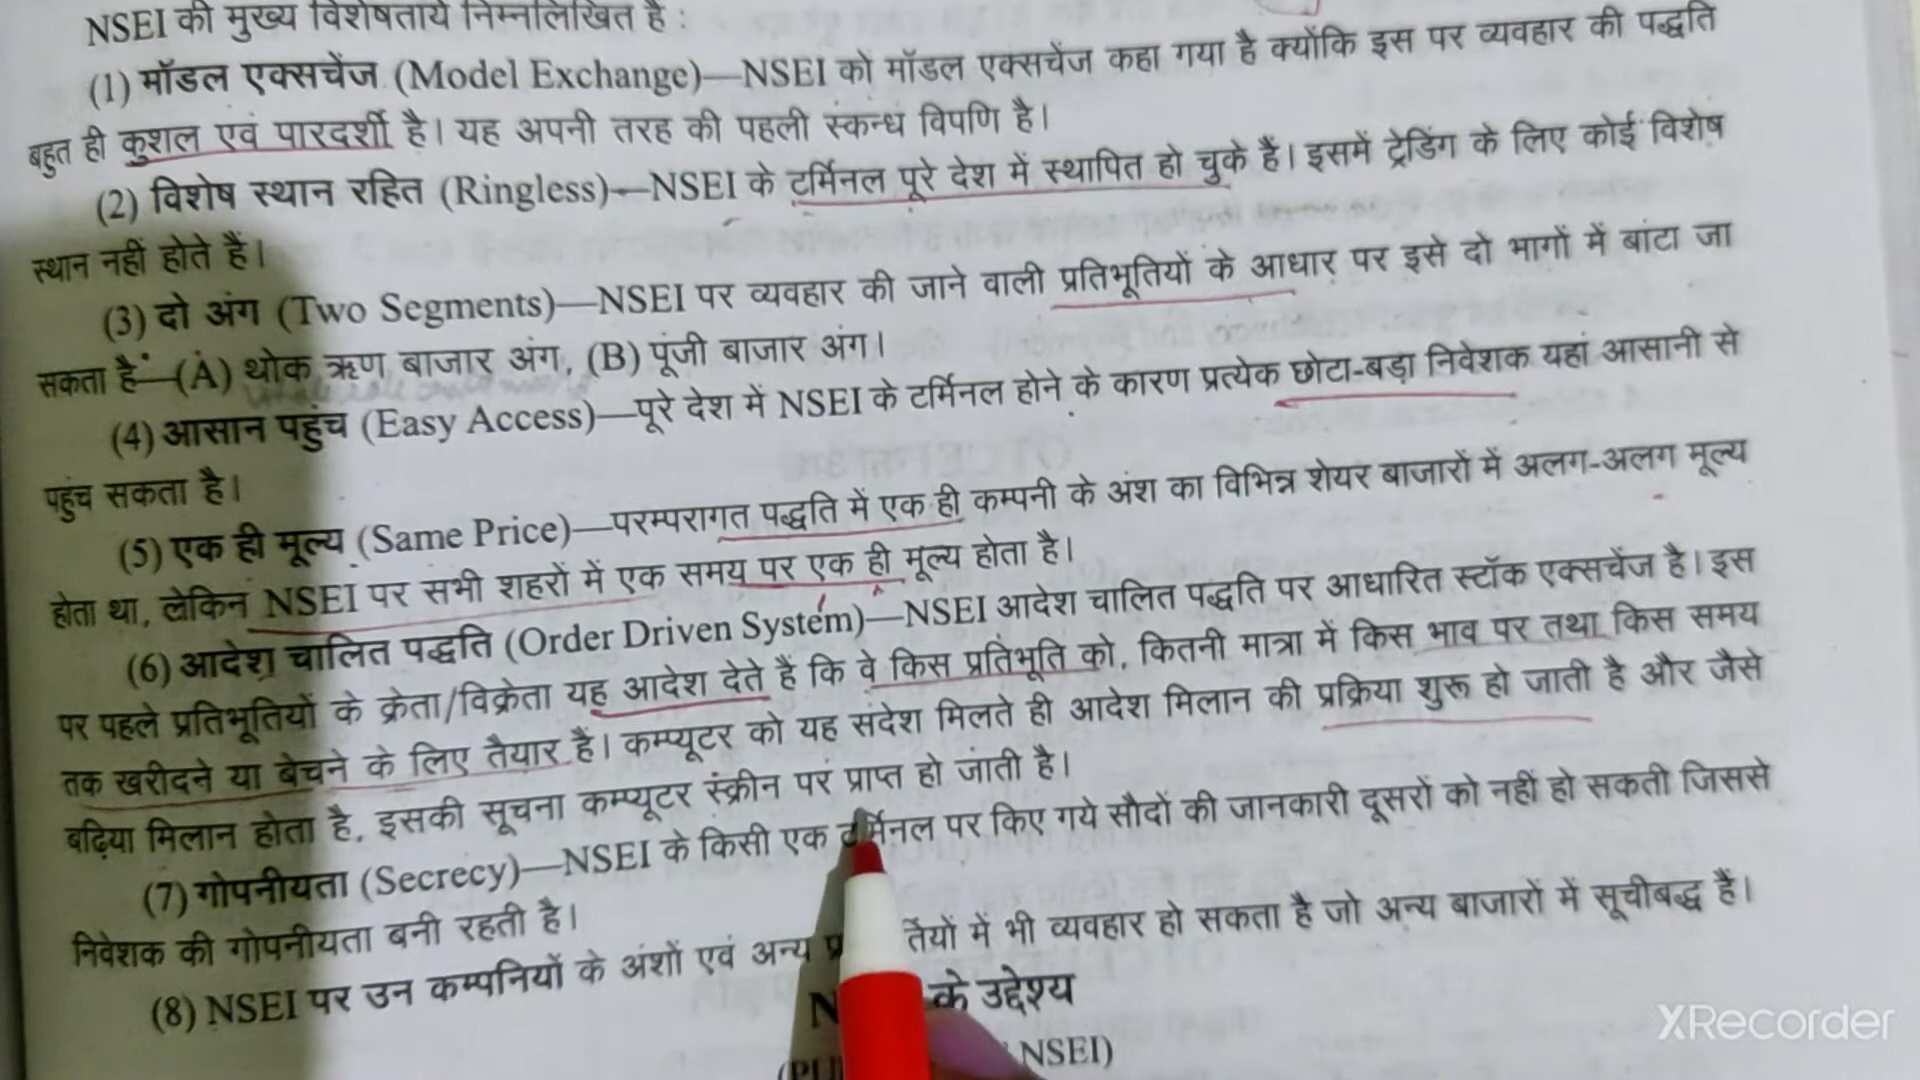 NSEI की मुख्य विशेषतायें निम्नलिखित हैं :
(1) मॉडल एक्सचेंज (Model Exchange)—NSEI को मॉडल एक्सचेंज कहा गया है क्योंकि इस पर व्यवहार की पद्धति
बहुत ही कुशल एवं पारदर्शी है। यह अपनी तरह की पहली स्कन्ध विपणि है।
(2) विशेष स्थान रहित (Ringless)—NSEI के टर्मिनल पूरे देश में स्थापित हो चुके हैं। इसमें ट्रेडिंग के लिए कोई विशेष
स्थान नहीं होते हैं।
(3) दो अंग (Two Segments)—NSEI पर व्यवहार की जाने वाली प्रतिभूतियों के आधार पर इसे दो भागों में बांटा जा
सकता है—(A) थोक ऋण बाजार अंग, (B) पूंजी बाजार अंग।
(4) आसान पहुंच (Easy Access)—पूरे देश में NSEI के टर्मिनल होने के कारण प्रत्येक छोटा-बड़ा निवेशक यहां आसानी से
पहुंच सकता है।
(5) एक ही मूल्य (Same Price)—परम्परागत पद्धति में एक ही कम्पनी के अंश का विभिन्न शेयर बाजारों में अलग-अलग मूल्य
होता था, लेकिन NSEI पर सभी शहरों में एक समय पर एक ही मूल्य होता है।
(6) आदेश चालित पद्धति (Order Driven System)—NSEI आदेश चालित पद्धति पर आधारित स्टॉक एक्सचेंज है। इस
पर पहले प्रतिभूतियों के क्रेता/विक्रेता यह आदेश देते हैं कि वे किस प्रतिभूति को, कितनी मात्रा में किस भाव पर तथा किस समय
तक खरीदने या बेचने के लिए तैयार हैं। कम्प्यूटर को यह संदेश मिलते ही आदेश मिलान की प्रक्रिया शुरू हो जाती है और जैसे
बढ़िया मिलान होता है, इसकी सूचना कम्प्यूटर स्क्रीन पर प्राप्त हो जाती है।
(7) गोपनीयता (Secrecy)—NSEI के किसी एक टर्मिनल पर किए गये सौदों की जानकारी दूसरों को नहीं हो सकती जिससे
निवेशक की गोपनीयता बनी रहती है।
(8) NSEI पर उन कम्पनियों के अंशों एवं अन्य में भी व्यवहार हो सकता है जो अन्य बाजारों में सूचीबद्ध हैं।
के उद्देश्य
NSEI)
XRecorder